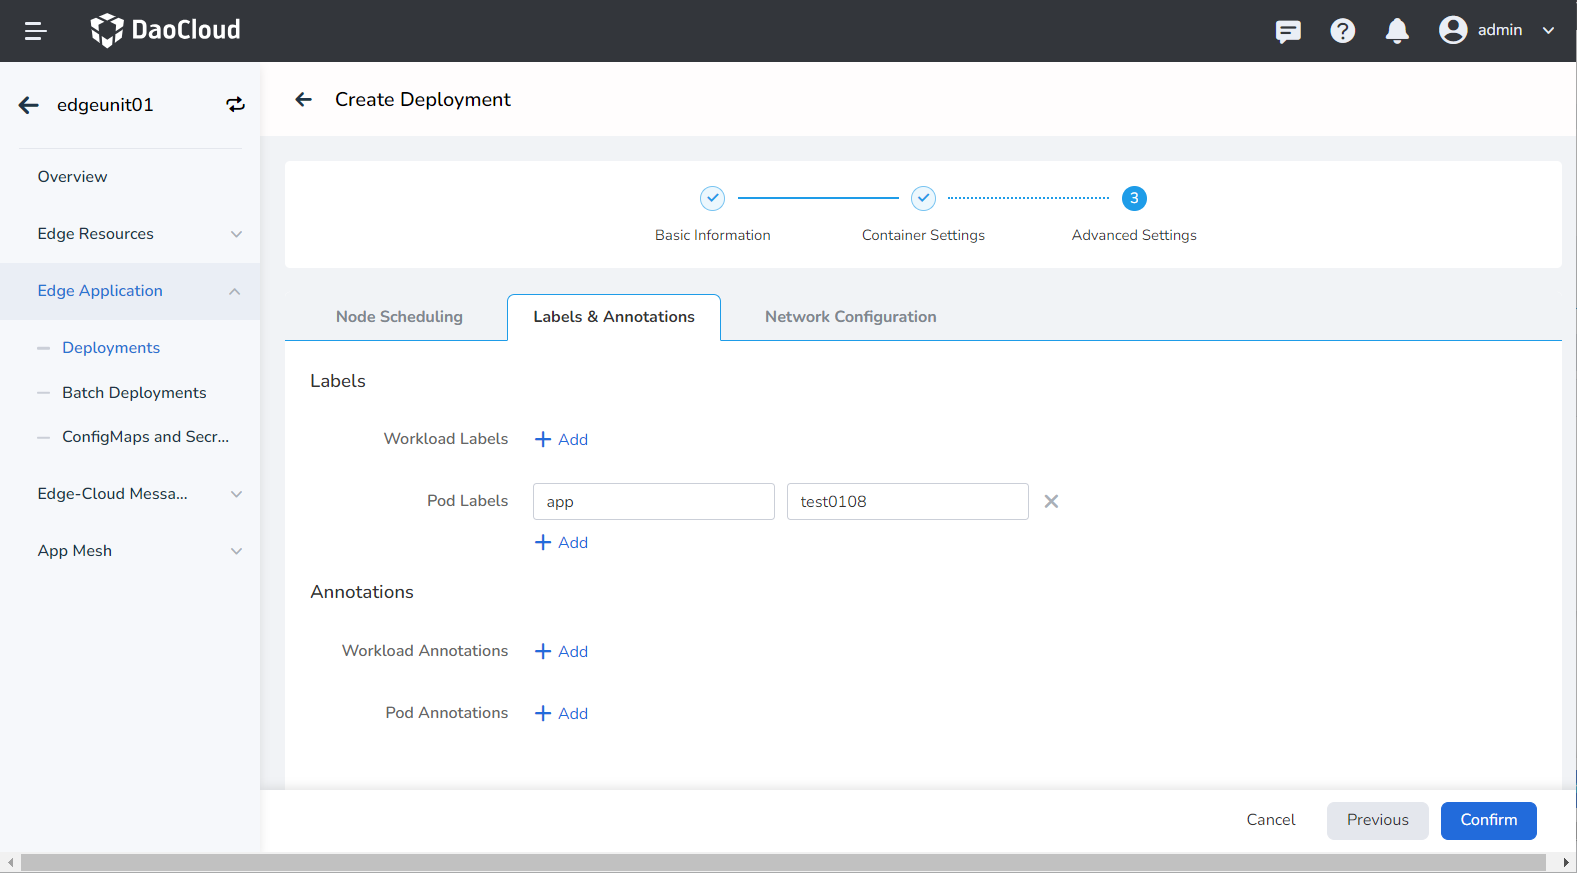 DaoCloud
admin
edgeunit01
Create Deployment
Overview
Edge Resources
Edge Application
Deployments
Batch Deployments
ConfigMaps and Secr...
Edge-Cloud Messa...
App Mesh
3
Basic Information
Container Settings
Advanced Settings
Node Scheduling
Labels & Annotations
Network Configuration
Labels
Workload Labels
Add
Pod Labels
app
test0108
Add
Annotations
Workload Annotations
Add
Pod Annotations
Add
Cancel
Previous
Confirm